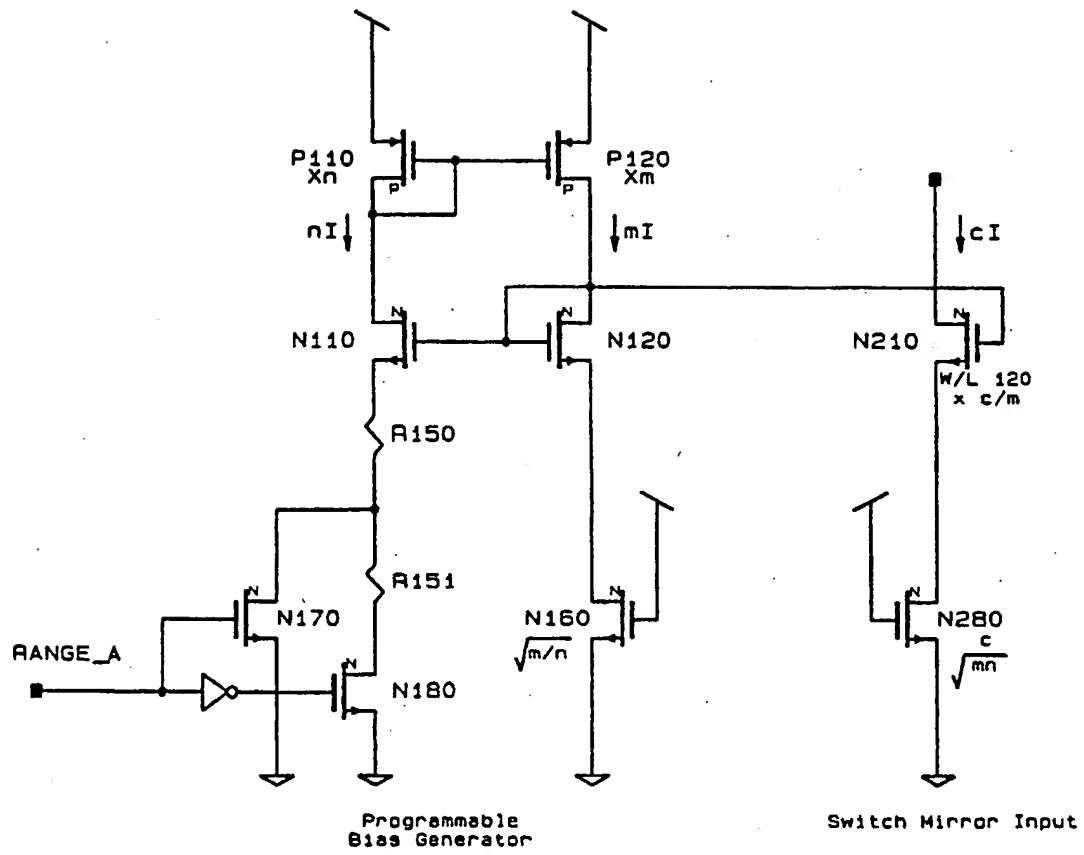 P110
Xn
P
P120
Xm
P
nI
mI
cI
N
N110
N
N120
N
N210
W/L 120
x c/m
R150
R151
N
N170
N
N160
√m/n
N
N280
c
√mn
RANGE_A
N
N180
Programmable
Bias Generator
Switch Mirror Input